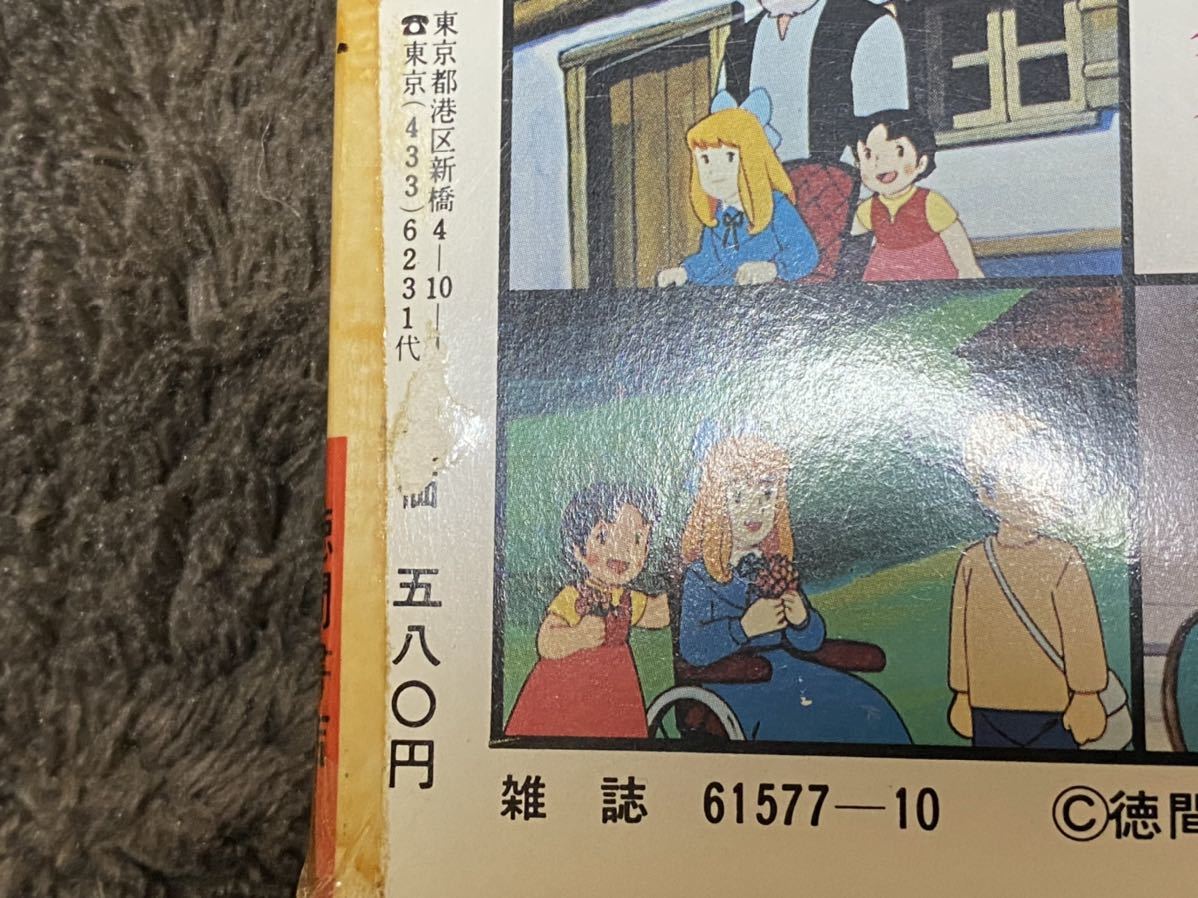 東京都港区新橋4—10—
☎東京(433)6231代
価 五八〇円
雑 誌 61577—10
©徳間